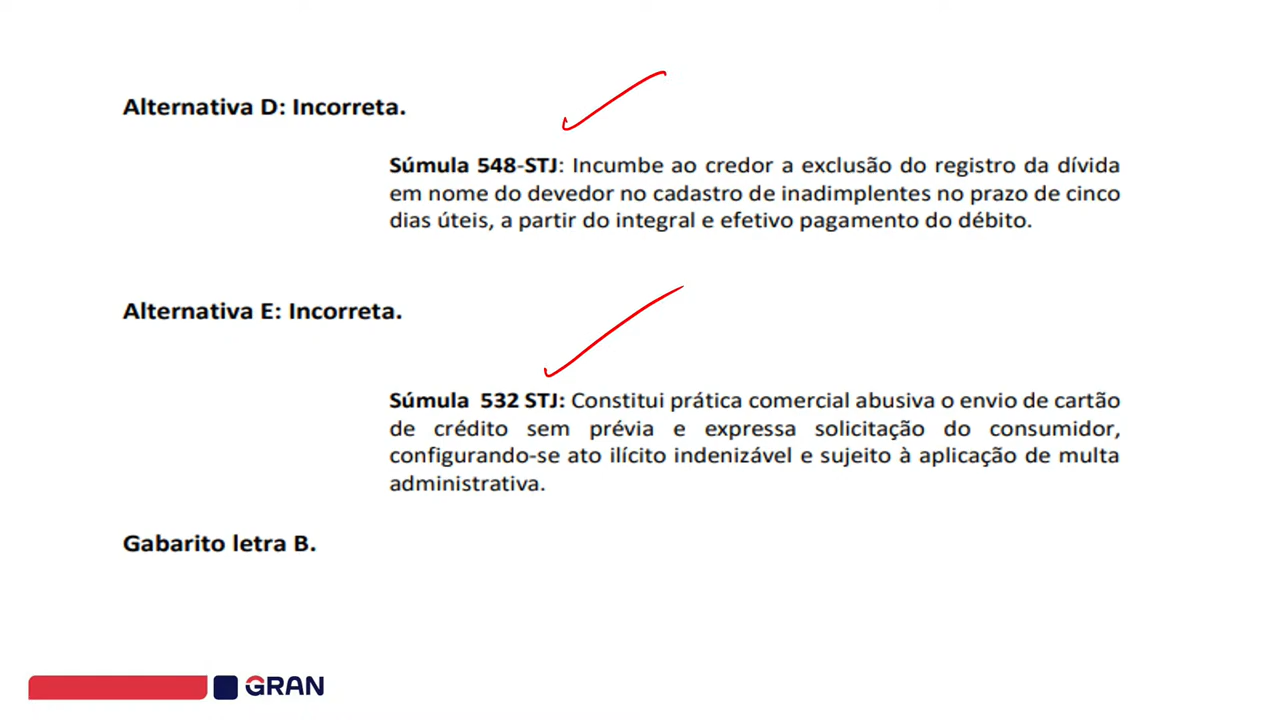 Alternativa D: Incorreta.
Súmula 548-STJ: Incumbe ao credor a exclusão do registro da dívida
em nome do devedor no cadastro de inadimplentes no prazo de cinco
dias úteis, a partir do integral e efetivo pagamento do débito.
Alternativa E: Incorreta.
Súmula 532 STJ: Constitui prática comercial abusiva o envio de cartão
de crédito sem prévia e expressa solicitação do consumidor,
configurando-se ato ilícito indenizável e sujeito à aplicação de multa
administrativa.
Gabarito letra B.
GRAN